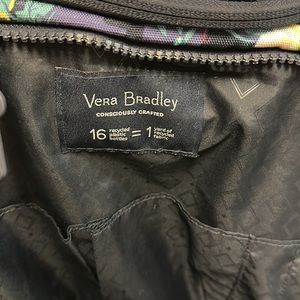 Vera Bradley
CONSCIOUSLY CRAFTED
16 recycled plastic bottles = 1 yard of recycled fabric